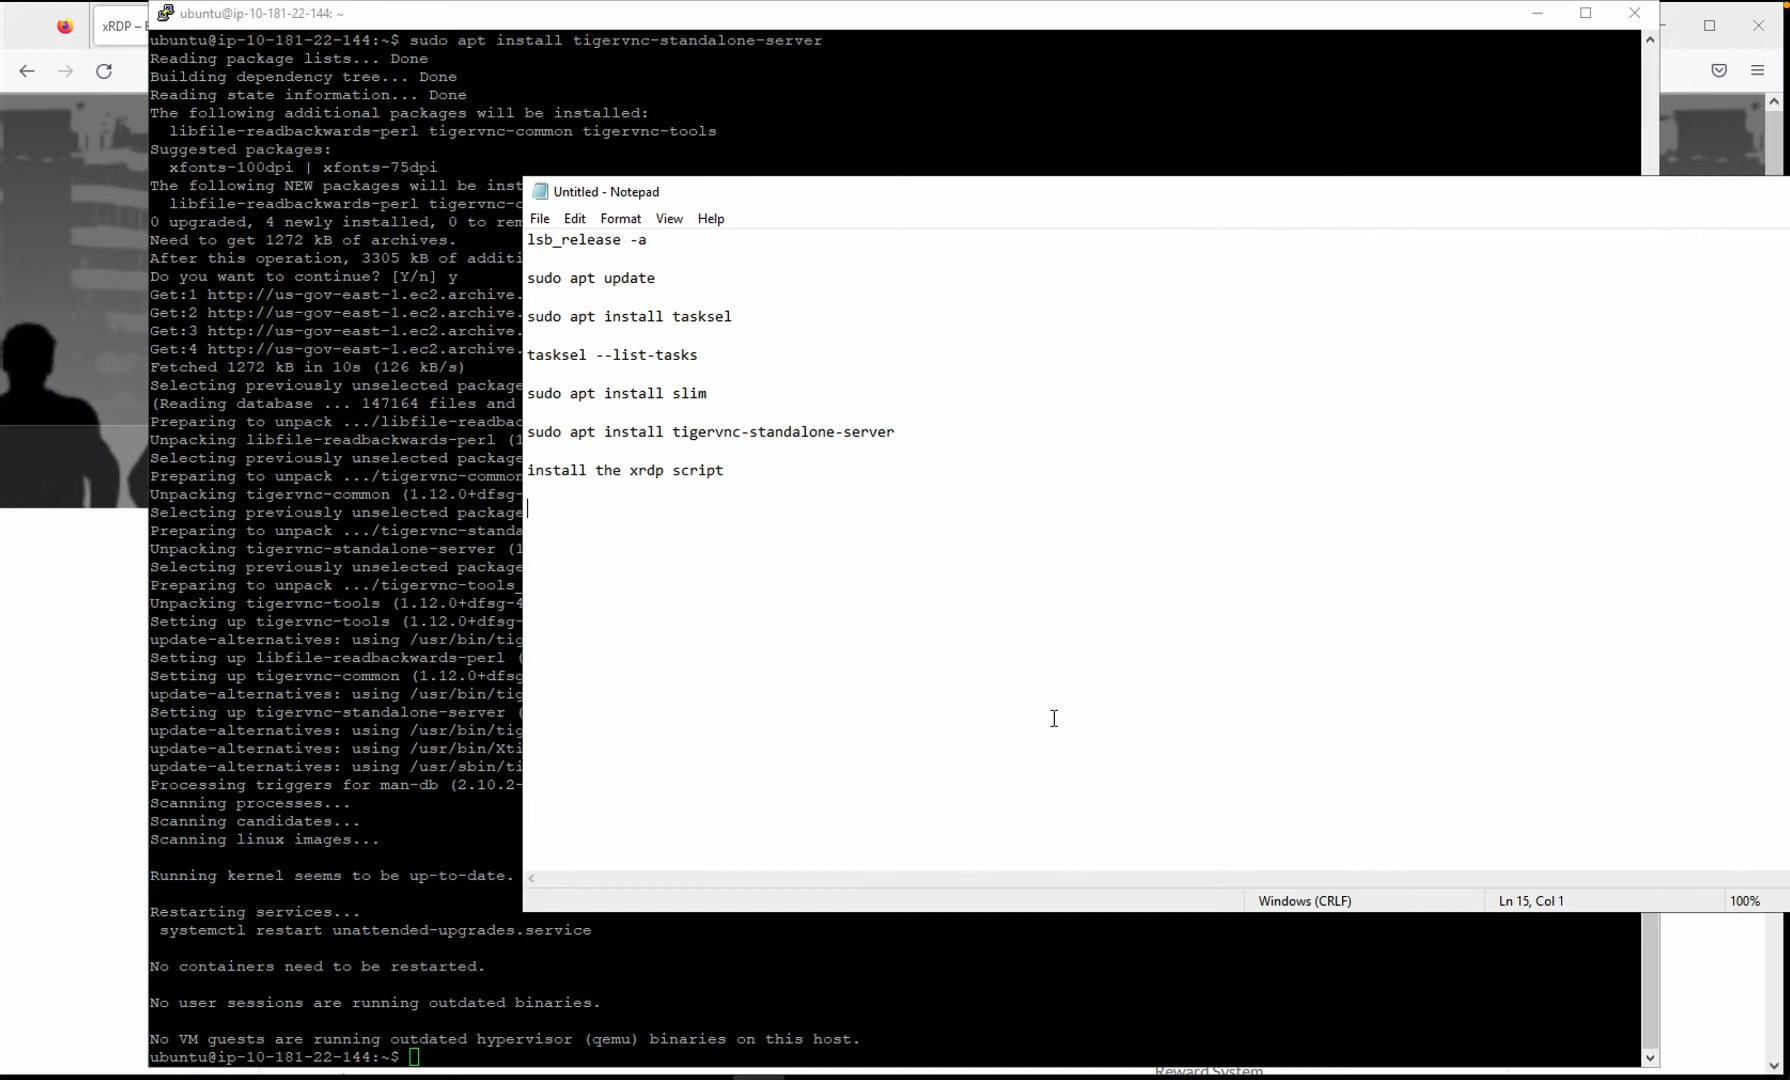 xRDP – E
ubuntu@ip-10-181-22-144: ~
ubuntu@ip-10-181-22-144:~$ sudo apt install tigervnc-standalone-server
Reading package lists... Done
Building dependency tree... Done
Reading state information... Done
The following additional packages will be installed:
libfile-readbackwards-perl tigervnc-common tigervnc-tools
Suggested packages:
xfonts-100dpi | xfonts-75dpi
The following NEW packages will be inst
libfile-readbackwards-perl tigervnc-c
0 upgraded, 4 newly installed, 0 to rem
Need to get 1272 kB of archives.
After this operation, 3305 kB of additi
Do you want to continue? [Y/n] y
Get:1 http://us-gov-east-1.ec2.archive.
Get:2 http://us-gov-east-1.ec2.archive.
Get:3 http://us-gov-east-1.ec2.archive.
Get:4 http://us-gov-east-1.ec2.archive.
Fetched 1272 kB in 10s (126 kB/s)
Selecting previously unselected package
(Reading database ... 147164 files and
Preparing to unpack .../libfile-readbac
Unpacking libfile-readbackwards-perl (1
Selecting previously unselected package
Preparing to unpack .../tigervnc-common
Unpacking tigervnc-common (1.12.0+dfsg-
Selecting previously unselected package
Preparing to unpack .../tigervnc-standa
Unpacking tigervnc-standalone-server (1
Selecting previously unselected package
Preparing to unpack .../tigervnc-tools_
Unpacking tigervnc-tools (1.12.0+dfsg-4
Setting up tigervnc-tools (1.12.0+dfsg-
update-alternatives: using /usr/bin/tig
Setting up libfile-readbackwards-perl (
Setting up tigervnc-common (1.12.0+dfsg
update-alternatives: using /usr/bin/tig
Setting up tigervnc-standalone-server (
update-alternatives: using /usr/bin/tig
update-alternatives: using /usr/bin/Xti
update-alternatives: using /usr/sbin/ti
Processing triggers for man-db (2.10.2-
Scanning processes...
Scanning candidates...
Scanning linux images...
Running kernel seems to be up-to-date.
Restarting services...
systemctl restart unattended-upgrades.service
No containers need to be restarted.
No user sessions are running outdated binaries.
No VM guests are running outdated hypervisor (qemu) binaries on this host.
ubuntu@ip-10-181-22-144:~$
Untitled - Notepad
File Edit Format View Help
lsb_release -a
sudo apt update
sudo apt install tasksel
tasksel --list-tasks
sudo apt install slim
sudo apt install tigervnc-standalone-server
install the xrdp script
Windows (CRLF) Ln 15, Col 1 100%
Reward System